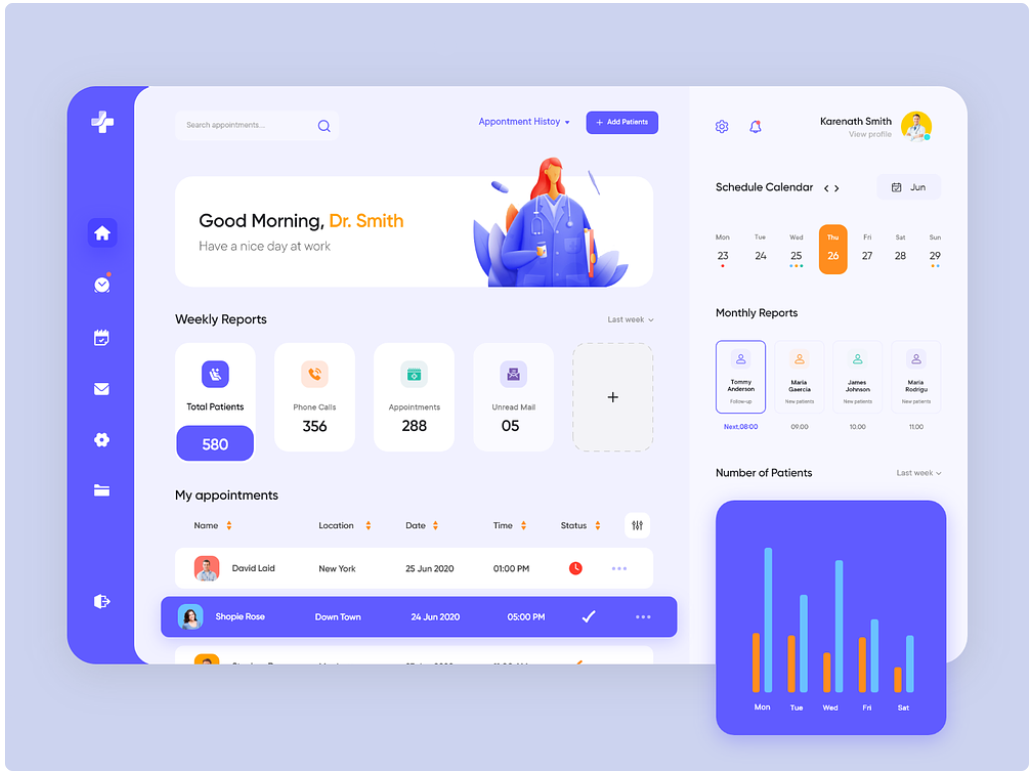 Search appointments...
Appontment Histoy
+ Add Patients
Good Morning, Dr. Smith
Have a nice day at work
Weekly Reports
Last week
Total Patients
580
Phone Calls
356
Appointments
288
Unread Mail
05
+
My appointments
Name Location Date Time Status
David Laid New York 25 Jun 2020 01:00 PM
Shopie Rose Down Town 24 Jun 2020 05:00 PM
Karenath Smith
View profile
Schedule Calendar < >
Jun
Mon Tue Wed Thu Fri Sat Sun
23 24 25 26 27 28 29
Monthly Reports
Tommy
Anderson
Follow-up
Next.08:00
Maria
Gaercia
New patients
09.00
James
Johnson
New patients
10.00
Maria
Rodrigu
New patients
11.00
Number of Patients
Last week
Mon Tue Wed Fri Sat